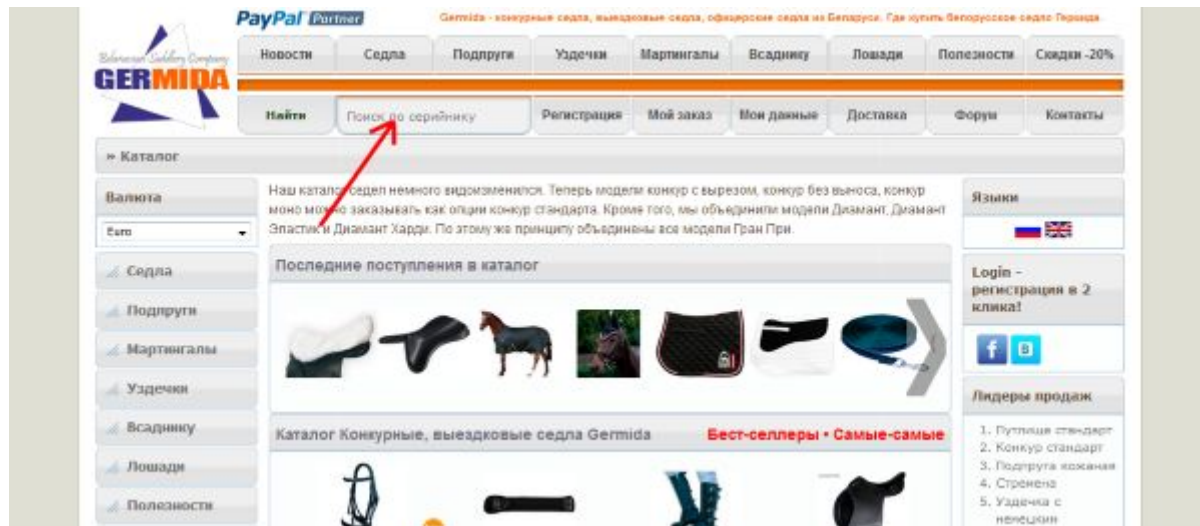 PayPal Partner
Germida - конкурные седла, выездковые седла, офицерские седла из Беларуси. Где купить белорусское седло Гермида.
Belarusian Saddlery Company
GERMIDA
Новости Седла Подпруги Уздечки Мартингалы Всаднику Лошади Полезности Скидки -20%
Найти Поиск по серийнику Регистрация Мой заказ Мои данные Доставка Форум Контакты
» Каталог
Валюта
Euro
Седла
Подпруги
Мартингалы
Уздечки
Всаднику
Лошади
Полезности
Наш каталог седел немного видоизменился. Теперь модели конкур с вырезом, конкур без выноса, конкур
моно можно заказывать как опции конкур стандарта. Кроме того, мы объединили модели Диамант, Диамант
Эластик и Диамант Харди. По этому же принципу объединены все модели Гран При.
Последние поступления в каталог
Каталог Конкурные, выездковые седла Germida Бест-селлеры • Самые-самые
Языки
Login -
регистрация в 2
клика!
f В
Лидеры продаж
1. Путлища стандарт
2. Конкур стандарт
3. Подпруга кожаная
4. Стремена
5. Уздечка с
немецким